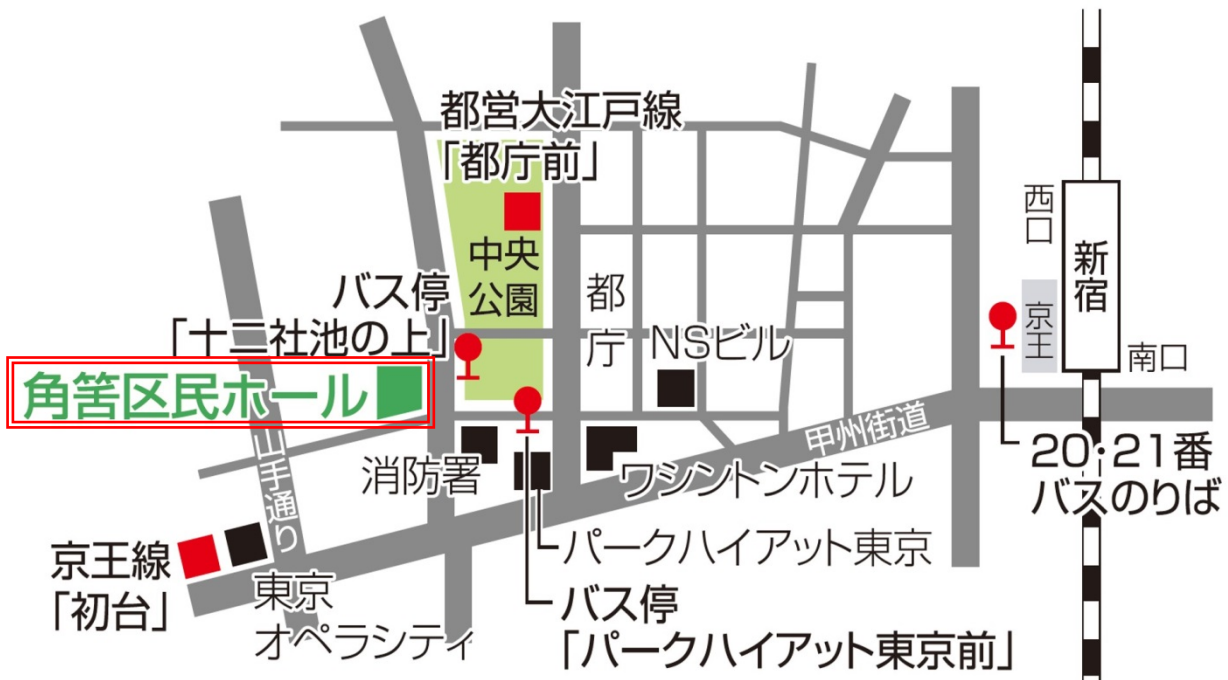 都営大江戸線
「都庁前」
中央
公園
バス停
「十二社池の上」
角筈区民ホール
都
庁
NSビル
西口
新宿
京王
南口
甲州街道
20・21番
バスのりば
消防署
ワシントンホテル
山手通り
パークハイアット東京
京王線
「初台」
東京
オペラシティ
バス停
「パークハイアット東京前」